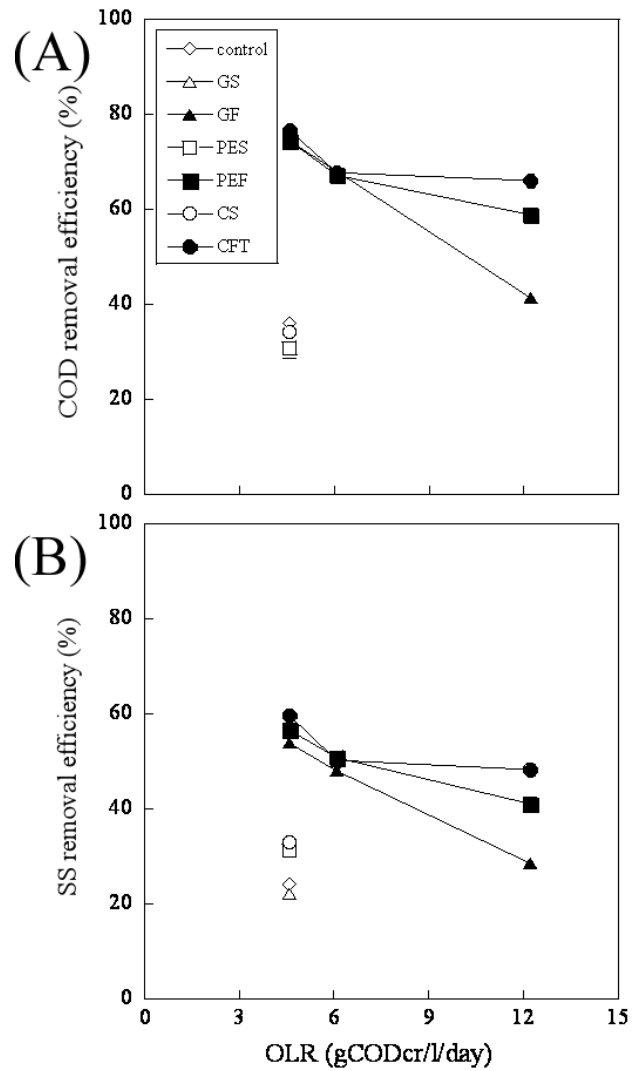 (A)
COD removal efficiency (%)
100
80
60
40
20
0
control
GS
GF
PES
PEF
CS
CFT
(B)
SS removal efficiency (%)
100
80
60
40
20
0
0 3 6 9 12 15
OLR (gCODcr/l/day)